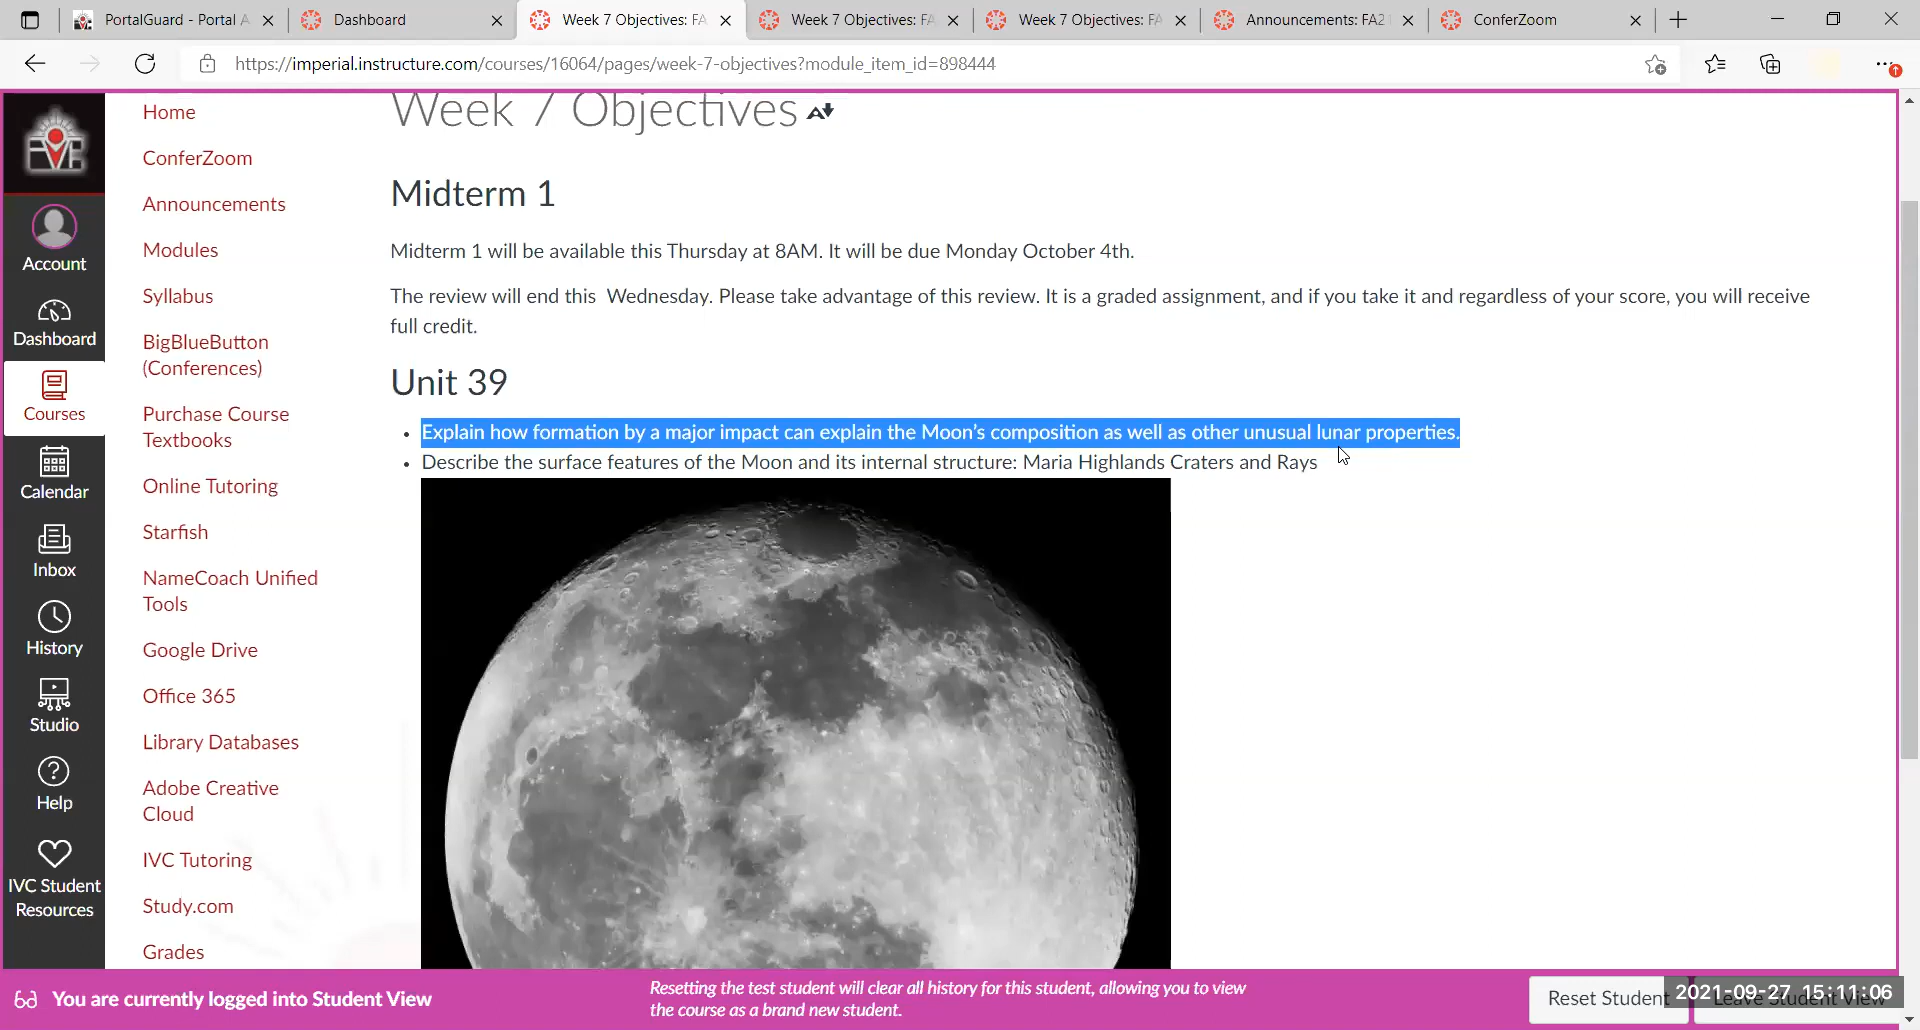 PortalGuard - Portal A
Dashboard
Week 7 Objectives: FA
Week 7 Objectives: FA
Week 7 Objectives: FA
Announcements: FA21
ConferZoom
https://imperial.instructure.com/courses/16064/pages/week-7-objectives?module_item_id=898444
Account
Dashboard
Courses
Calendar
Inbox
History
Studio
Help
IVC Student
Resources
Home
ConferZoom
Announcements
Modules
Syllabus
BigBlueButton
(Conferences)
Purchase Course
Textbooks
Online Tutoring
Starfish
NameCoach Unified
Tools
Google Drive
Office 365
Library Databases
Adobe Creative
Cloud
IVC Tutoring
Study.com
Grades
Week 7 Objectives
Midterm 1
Midterm 1 will be available this Thursday at 8AM. It will be due Monday October 4th.
The review will end this  Wednesday. Please take advantage of this review. It is a graded assignment, and if you take it and regardless of your score, you will receive
full credit.
Unit 39
• Explain how formation by a major impact can explain the Moon's composition as well as other unusual lunar properties.
• Describe the surface features of the Moon and its internal structure: Maria Highlands Craters and Rays
You are currently logged into Student View
Resetting the test student will clear all history for this student, allowing you to view
the course as a brand new student.
Reset Student
Leave Student View
2021-09-27 15:11:06